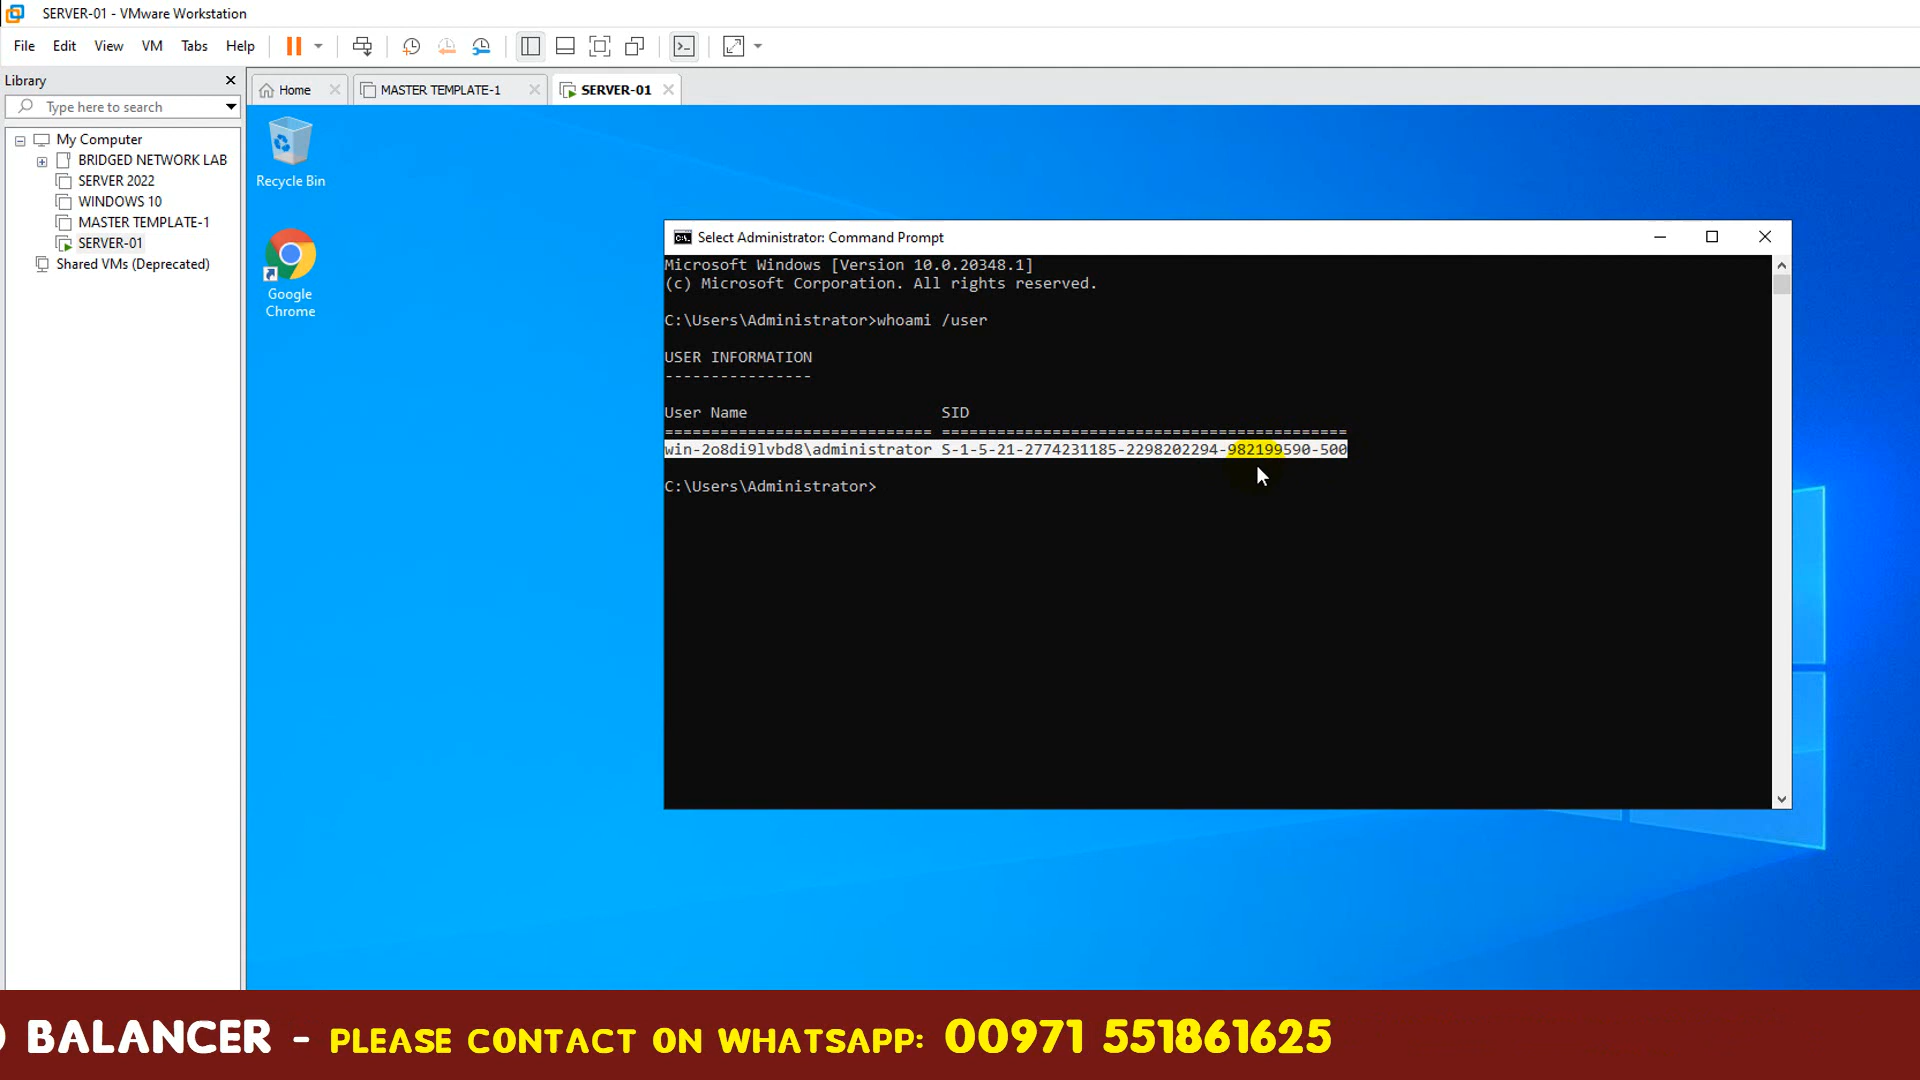 SERVER-01 - VMware Workstation
File Edit View VM Tabs Help
Library
Type here to search
My Computer
BRIDGED NETWORK LAB
SERVER 2022
WINDOWS 10
MASTER TEMPLATE-1
SERVER-01
Shared VMs (Deprecated)
Home MASTER TEMPLATE-1 SERVER-01
Recycle Bin
Google
Chrome
Select Administrator: Command Prompt
Microsoft Windows [Version 10.0.20348.1]
(c) Microsoft Corporation. All rights reserved.
C:\Users\Administrator>whoami /user
USER INFORMATION
----------------
User Name SID
============================= ============================================
win-2o8di9lvbd8\administrator S-1-5-21-2774231185-2298202294-982199590-500
C:\Users\Administrator>
BALANCER - PLEASE CONTACT ON WHATSAPP: 00971 551861625